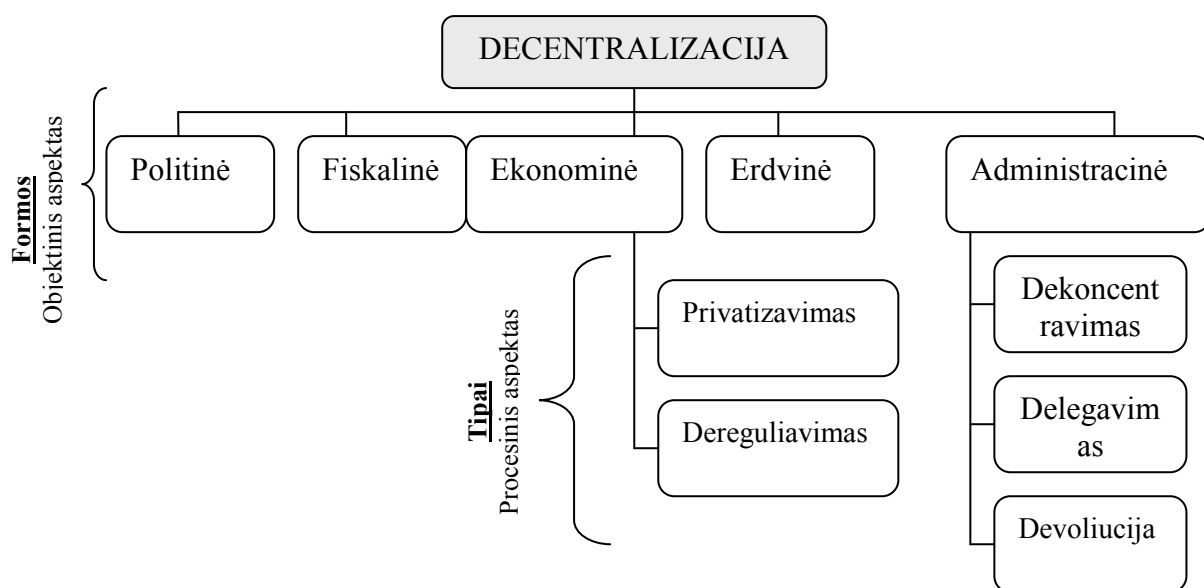 DECENTRALIZACIJA
Formos
Objektinis aspektas
Politinė
Fiskalinė
Ekonominė
Erdvinė
Administracinė
Tipai
Procesinis aspektas
Privatizavimas
Dereguliavimas
Dekoncent
ravimas
Delegavim
as
Devoliucija